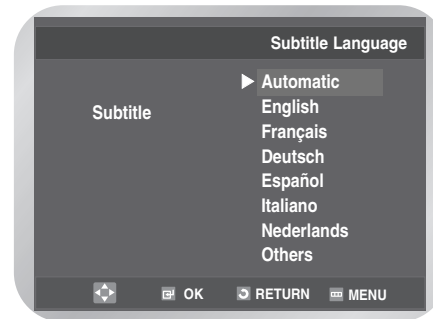 Subtitle Language
Subtitle
Automatic
English
Français
Deutsch
Español
Italiano
Nederlands
Others
OK RETURN MENU